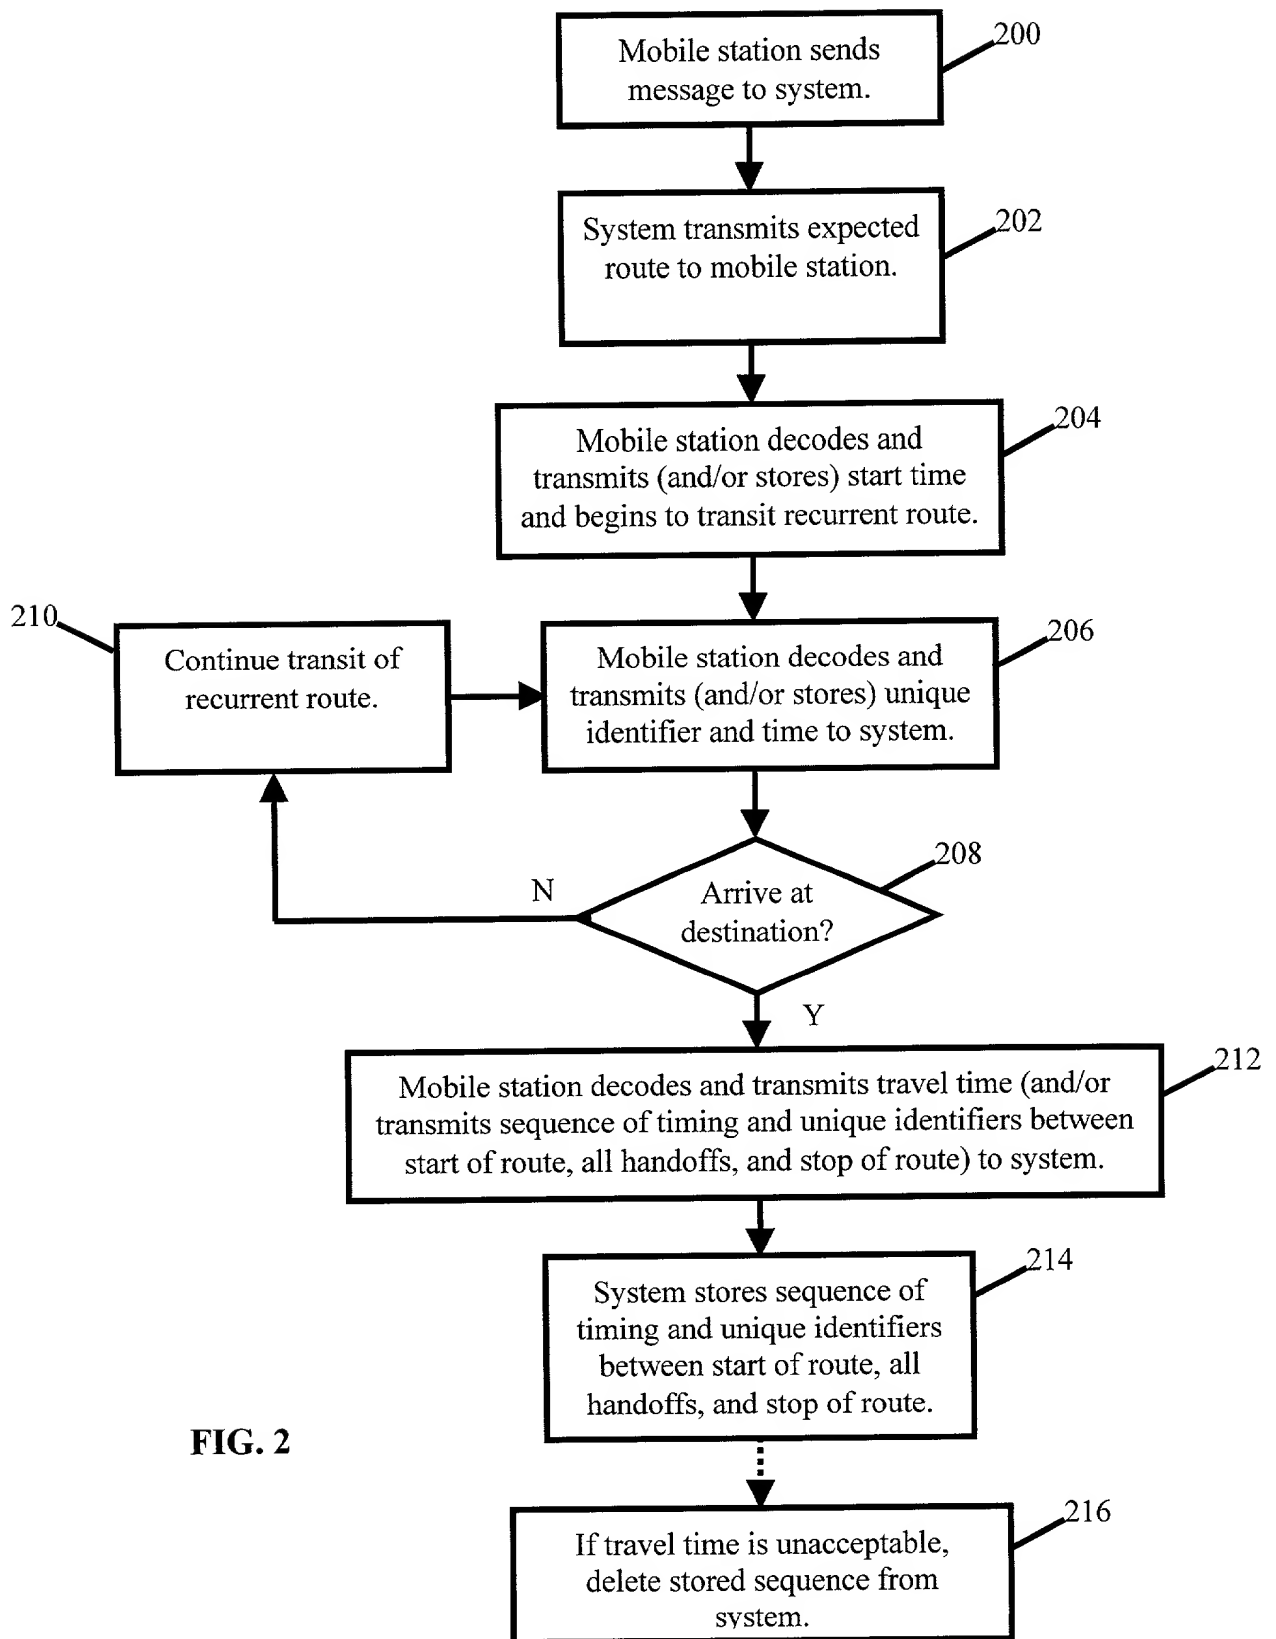 Mobile station sends
message to system.
200
System transmits expected
route to mobile station.
202
Mobile station decodes and
transmits (and/or stores) start time
and begins to transit recurrent route.
204
210
Continue transit of
recurrent route.
Mobile station decodes and
transmits (and/or stores) unique
identifier and time to system.
206
208
N
Arrive at
destination?
Y
Mobile station decodes and transmits travel time (and/or
transmits sequence of timing and unique identifiers between
start of route, all handoffs, and stop of route) to system.
212
System stores sequence of
timing and unique identifiers
between start of route, all
handoffs, and stop of route.
214
FIG. 2
If travel time is unacceptable,
delete stored sequence from
system.
216